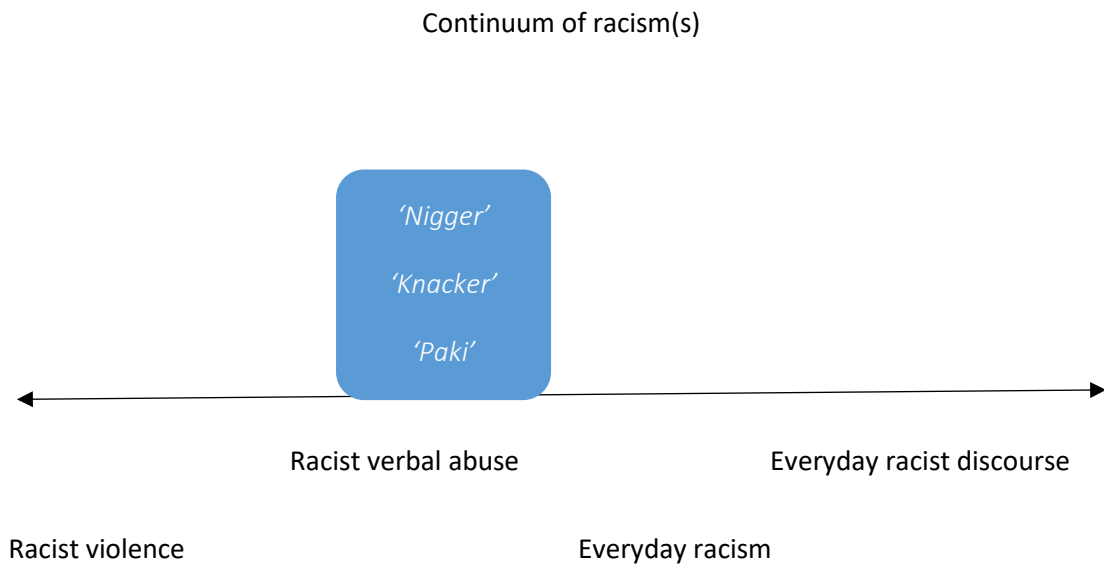 Continuum of racism(s)
‘Nigger’
‘Knacker’
‘Paki’
Racist verbal abuse
Everyday racist discourse
Racist violence
Everyday racism